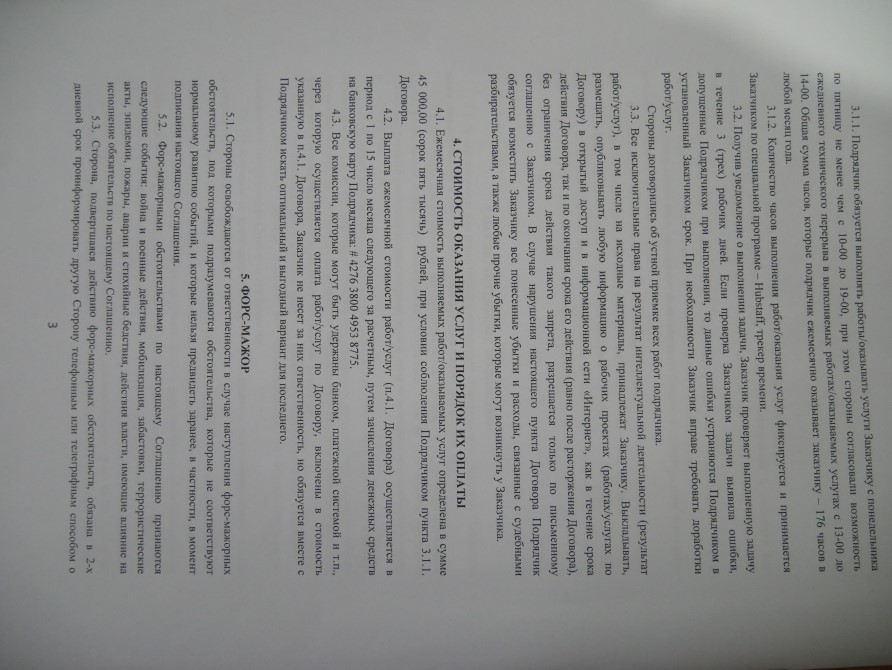 3.1.1. Подрядчик обязуется выполнять работы/оказывать услуги Заказчику с понедельника
по пятницу не менее чем с 10-00 до 19-00, при этом стороны согласовали возможность
ежедневного технического перерыва в выполняемых работах/оказываемых услугах с 13-00 до
14-00. Общая сумма часов, которые подрядчик ежемесячно оказывает заказчику – 176 часов в
любой месяц года.
3.1.2. Количество часов выполнения работ/оказания услуг фиксируется и принимается
Заказчиком по специальной программе – Hubstaff, трекер времени.
3.2. Получив уведомление о выполнении задачи, Заказчик проверяет выполненную задачу
в течение 3 (трех) рабочих дней. Если проверка Заказчиком задачи выявила ошибки,
допущенные Подрядчиком при выполнении, то данные ошибки устраняются Подрядчиком в
установленный Заказчиком срок. При необходимости Заказчик вправе требовать доработки
работ/услуг.
Стороны договорились об устной приемке всех работ подрядчика.
3.3. Все исключительные права на результат интеллектуальной деятельности (результат
работ/услуг), в том числе на исходные материалы, принадлежат Заказчику. Выкладывать,
размещать, опубликовывать любую информацию о рабочих проектах (работах/услугах по
Договору) в открытый доступ и в информационной сети «Интернет», как в течение срока
действия Договора, так и по окончания срока его действия (равно после расторжения Договора),
без ограничения срока действия такого запрета, разрешается только по письменному
соглашению с Заказчиком. В случае нарушения настоящего пункта Договора Подрядчик
обязуется возместить Заказчику все понесенные убытки и расходы, связанные с судебными
разбирательствами, а также любые прочие убытки, которые могут возникнуть у Заказчика.
4. СТОИМОСТЬ ОКАЗАНИЯ УСЛУГ И ПОРЯДОК ИХ ОПЛАТЫ
4.1. Ежемесячная стоимость выполняемых работ/оказываемых услуг определена в сумме
45 000,00 (сорок пять тысяч) рублей, при условии соблюдения Подрядчиком пункта 3.1.1.
Договора.
4.2. Выплата ежемесячной стоимости работ/услуг (п.4.1. Договора) осуществляется в
период с 1 по 15 число месяца следующего за расчетным, путем зачисления денежных средств
на банковскую карту Подрядчика: # 4276 3800 4953 8775.
4.3. Все комиссии, которые могут быть удержаны банком, платежной системой и т.п.,
через которую осуществляется оплата работ/услуг по Договору, включены в стоимость
указанную в п.4.1. Договора, Заказчик не несет за них ответственность, но обязуется вместе с
Подрядчиком искать оптимальный и выгодный вариант для последнего.
5. ФОРС-МАЖОР
5.1. Стороны освобождаются от ответственности в случае наступления форс-мажорных
обстоятельств, под которыми подразумеваются обстоятельства, которые не соответствуют
нормальному развитию событий, и которые нельзя предвидеть заранее, в частности, в момент
подписания настоящего Соглашения.
5.2. Форс-мажорными обстоятельствами по настоящему Соглашению признаются
следующие события: война и военные действия, мобилизация, забастовки, террористические
акты, эпидемии, пожары, аварии и стихийные бедствия, действия власти, имеющие влияние на
исполнение обязательств по настоящему Соглашению.
5.3. Сторона, подвергшаяся действию форс-мажорных обстоятельств, обязана в 2-х
дневной срок проинформировать другую Сторону телефонным или телеграфным способом о
3